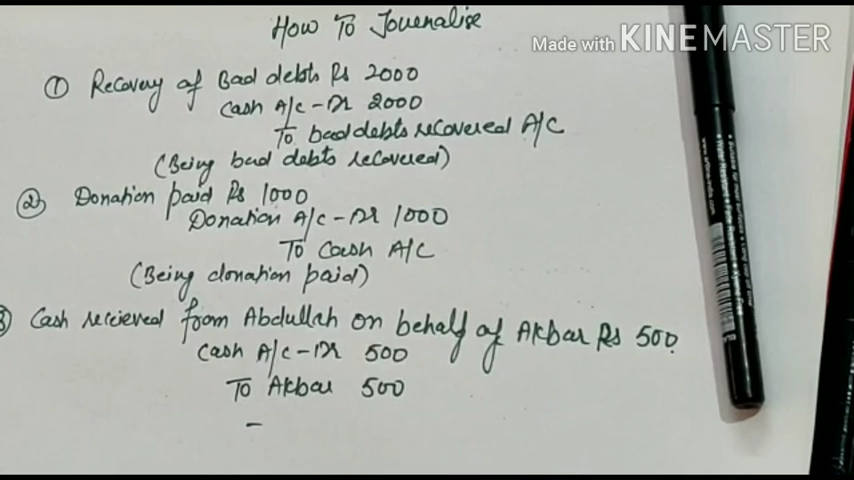 How To Journalise
Made with KINEMASTER
① Recovery of Bad debts Rs 2000
Cash A/c - Dr 2000
To bad debts recovered A/C
(Being bad debts recovered)
② Donation paid Rs 1000
Donation A/c - Dr 1000
To Cash A/C
(Being donation paid)
3 Cash recieved from Abdullah on behalf of Akbar Rs 500.
Cash A/c - Dr 500
To Akbar 500